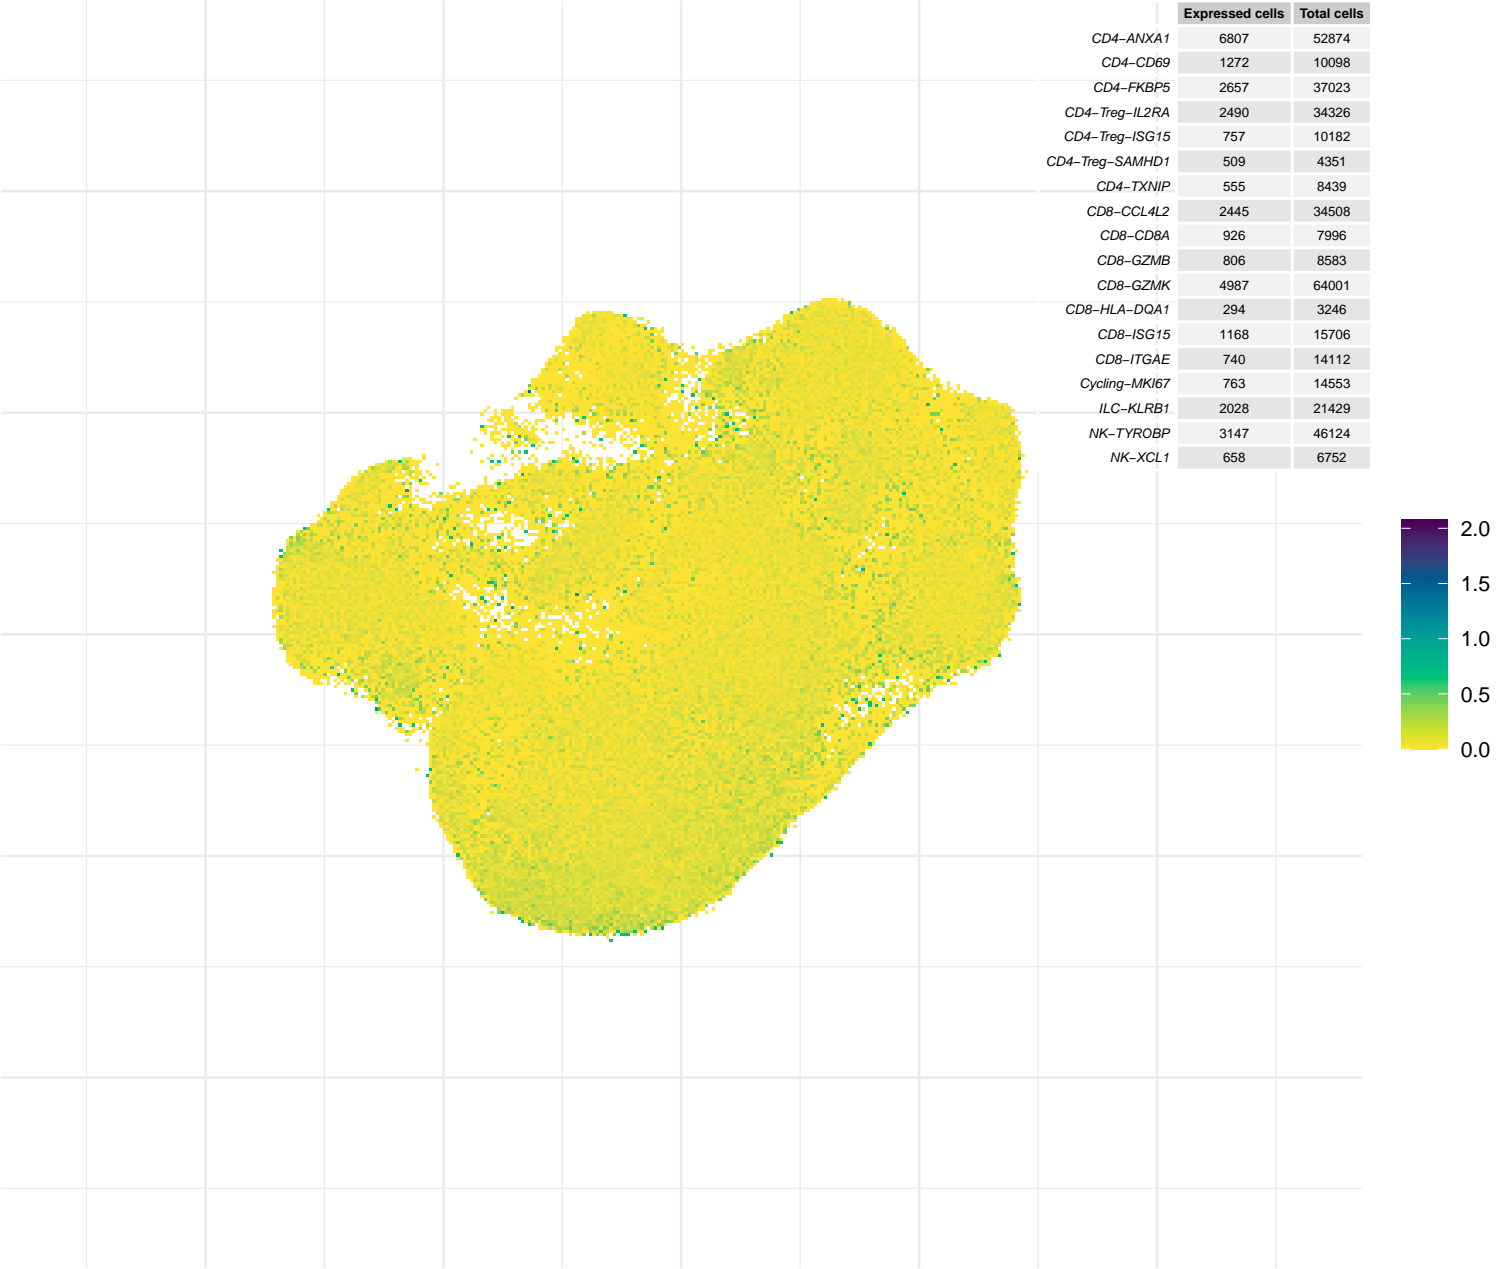 Expressed cells Total cells
CD4−ANXA1 6807 52874
CD4−CD69 1272 10098
CD4−FKBP5 2657 37023
CD4−Treg−IL2RA 2490 34326
CD4−Treg−ISG15 757 10182
CD4−Treg−SAMHD1 509 4351
CD4−TXNIP 555 8439
CD8−CCL4L2 2445 34508
CD8−CD8A 926 7996
CD8−GZMB 806 8583
CD8−GZMK 4987 64001
CD8−HLA−DQA1 294 3246
CD8−ISG15 1168 15706
CD8−ITGAE 740 14112
Cycling−MKI67 763 14553
ILC−KLRB1 2028 21429
NK−TYROBP 3147 46124
NK−XCL1 658 6752
2.0
1.5
1.0
0.5
0.0